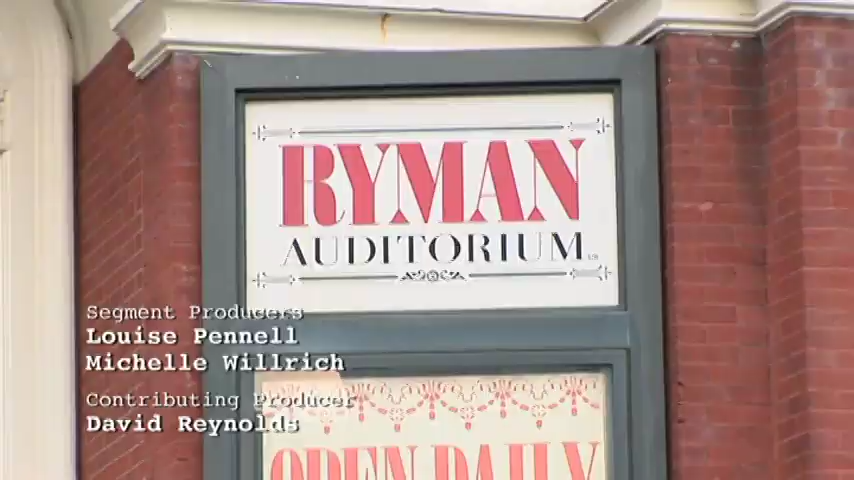 RYMAN
AUDITORIUM
Segment Producers
Louise Pennell
Michelle Willrich
Contributing Producer
David Reynolds
OPEN DAILY